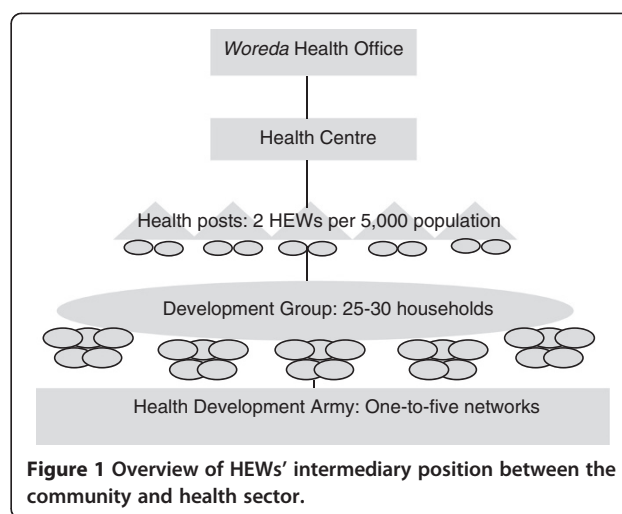 Woreda Health Office
Health Centre
Health posts: 2 HEWs per 5,000 population
Development Group: 25-30 households
Health Development Army: One-to-five networks
Figure 1 Overview of HEWs' intermediary position between the
community and health sector.